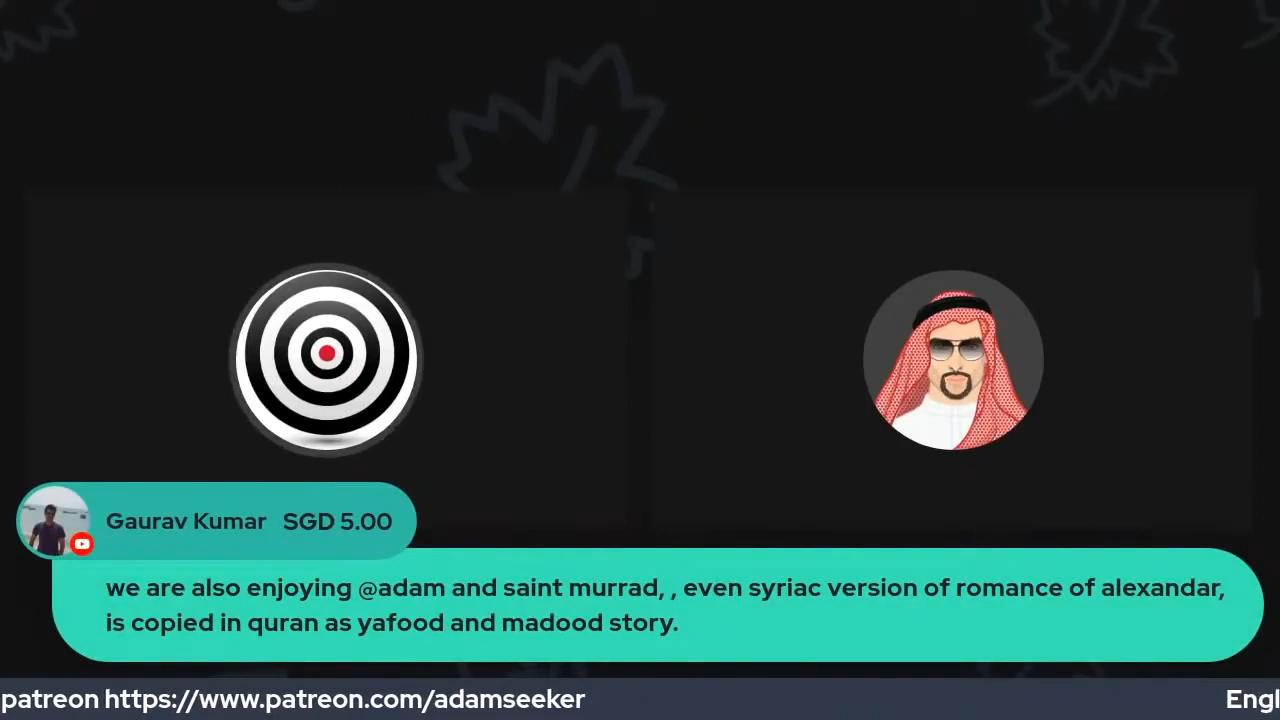 Gaurav Kumar SGD 5.00
we are also enjoying @adam and saint murrad, , even syriac version of romance of alexandar,
is copied in quran as yafood and madood story.
patreon https://www.patreon.com/adamseeker Engl